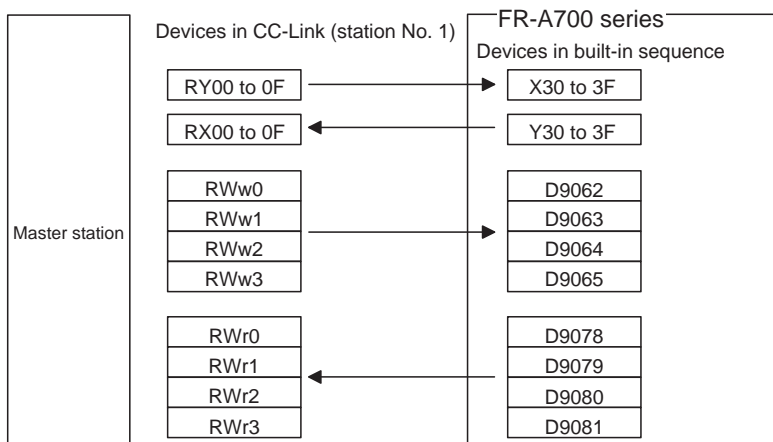 FR-A700 series
Devices in CC-Link (station No. 1)
Devices in built-in sequence
RY00 to 0F
X30 to 3F
RX00 to 0F
Y30 to 3F
Master station
RWw0
RWw1
RWw2
RWw3
D9062
D9063
D9064
D9065
RWr0
RWr1
RWr2
RWr3
D9078
D9079
D9080
D9081